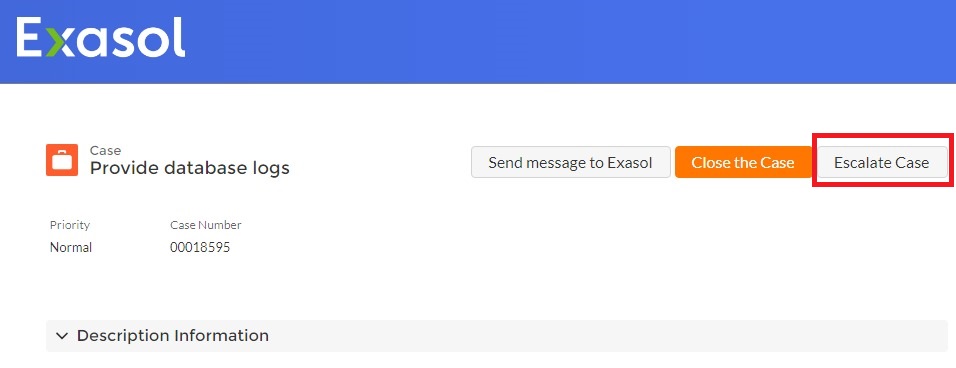 Exasol
Case
Provide database logs
Send message to Exasol
Close the Case
Escalate Case
Priority
Case Number
Normal
00018595
Description Information